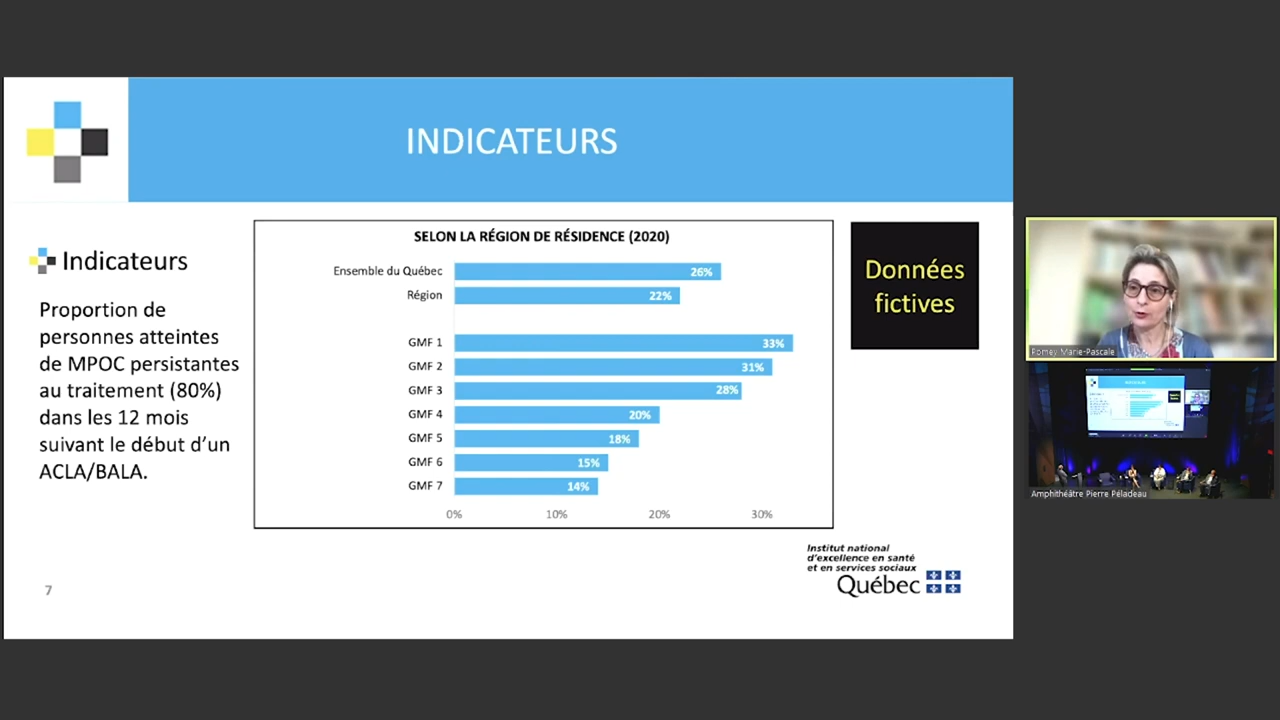 INDICATEURS
Indicateurs
Proportion de
personnes atteintes
de MPOC persistantes
au traitement (80%)
dans les 12 mois
suivant le début d'un
ACLA/BALA.
SELON LA RÉGION DE RÉSIDENCE (2020)
Ensemble du Québec 26%
Région 22%
GMF 1 33%
GMF 2 31%
GMF 3 28%
GMF 4 20%
GMF 5 18%
GMF 6 15%
GMF 7 14%
0% 10% 20% 30%
Données
fictives
Institut national
d'excellence en santé
et en services sociaux
Québec
7
Pomey Marie-Pascale
Amphithéâtre Pierre Péladeau